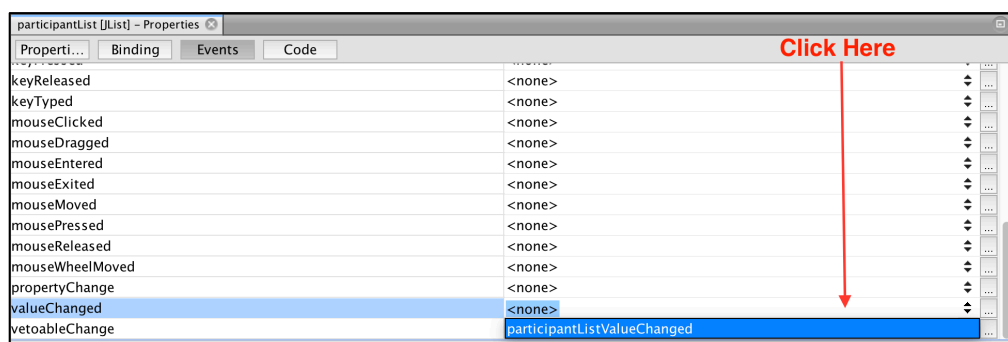 participantList [JList] – Properties
Properti... Binding Events Code
Click Here
<none> ...
keyReleased <none> ...
keyTyped <none> ...
mouseClicked <none> ...
mouseDragged <none> ...
mouseEntered <none> ...
mouseExited <none> ...
mouseMoved <none> ...
mousePressed <none> ...
mouseReleased <none> ...
mouseWheelMoved <none> ...
propertyChange <none> ...
valueChanged <none> ...
vetoableChange participantListValueChanged ...